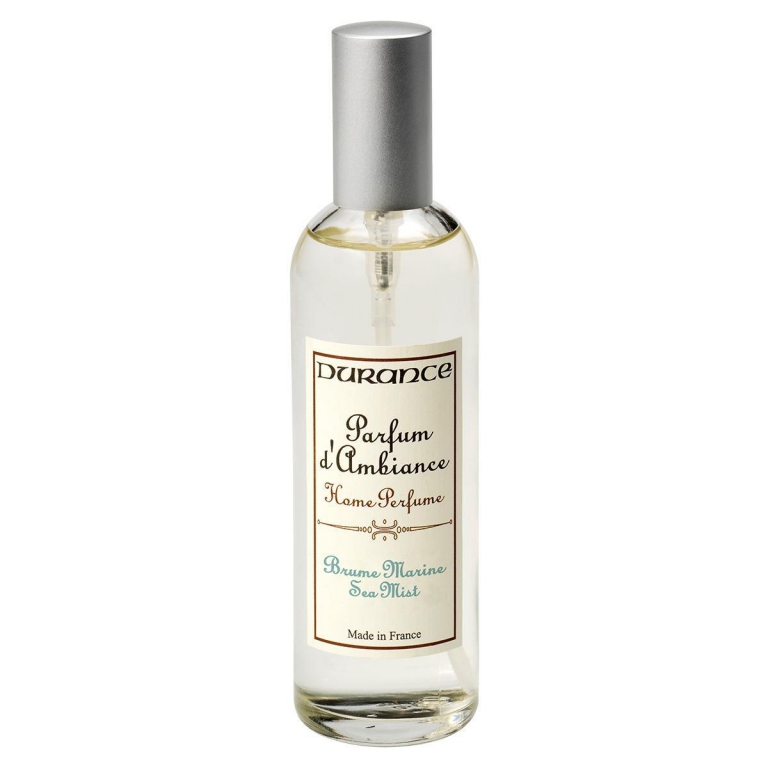 DURANCE
Parfum
d'Ambiance
Home Perfume
Brume Marine
Sea Mist
Made in France